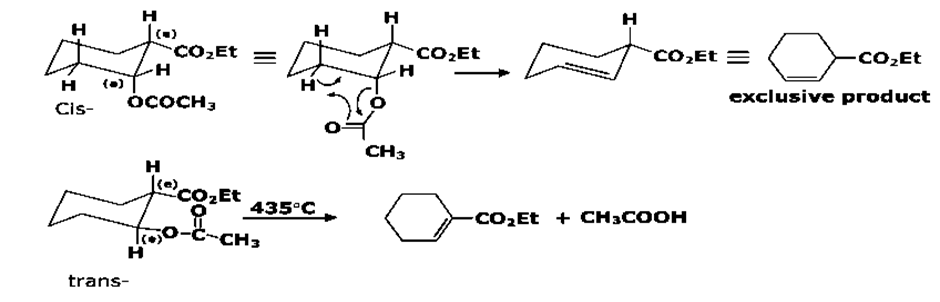 H H (e) CO₂Et H (a) H OCOCH₃
Cis-
≡
H H CO₂Et H H O O CH₃
H CO₂Et
≡
CO₂Et
exclusive product
H (e) CO₂Et O (e) O-C-CH₃ H
trans-
435°C
CO₂Et + CH₃COOH